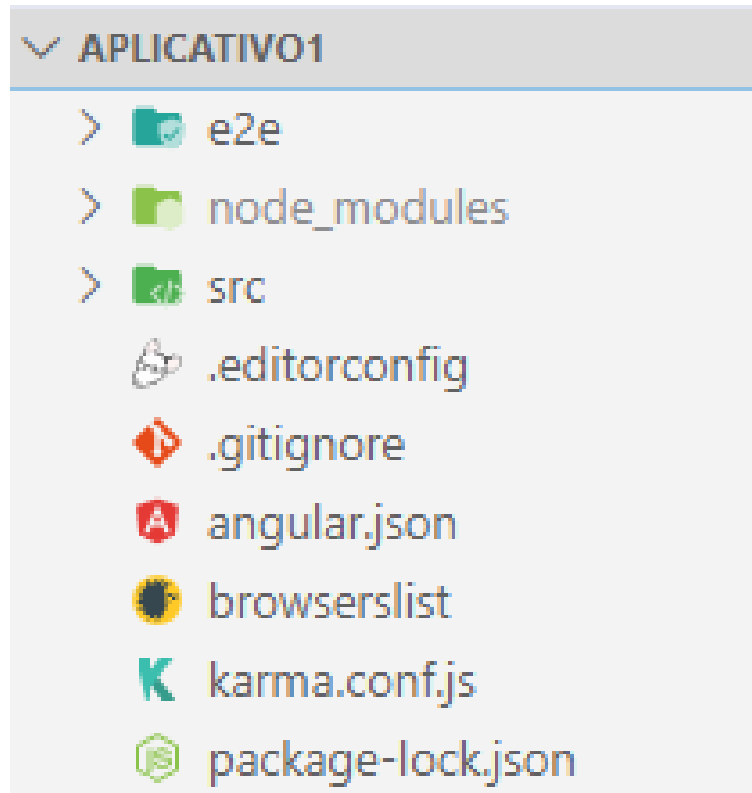 APLICATIVO1
e2e
node_modules
src
.editorconfig
.gitignore
angular.json
browserslist
karma.conf.js
package-lock.json